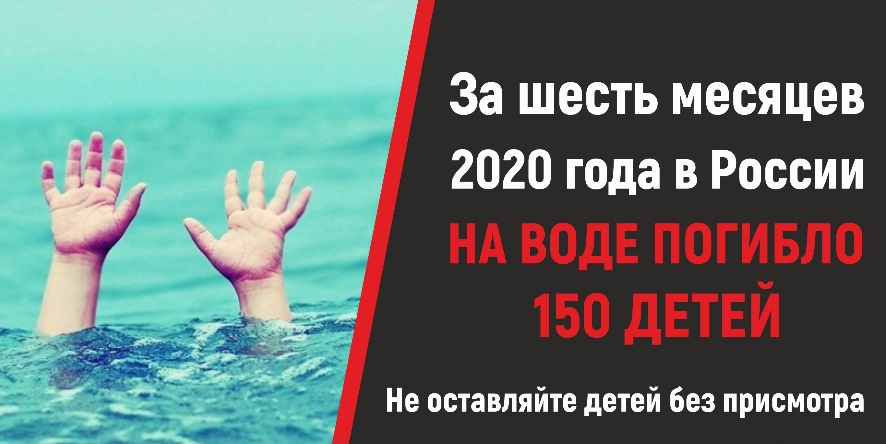 За шесть месяцев
2020 года в России
НА ВОДЕ ПОГИБЛО
150 ДЕТЕЙ
Не оставляйте детей без присмотра